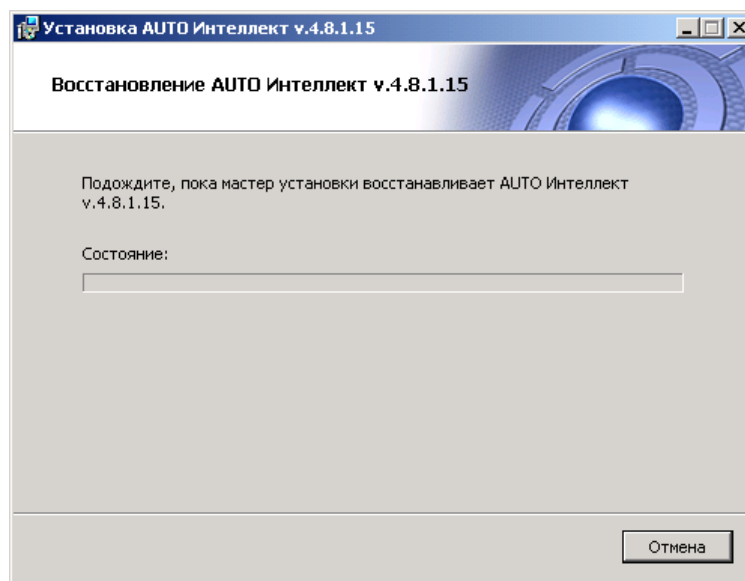 Установка AUTO Интеллект v.4.8.1.15
Восстановление AUTO Интеллект v.4.8.1.15
Подождите, пока мастер установки восстанавливает AUTO Интеллект
v.4.8.1.15.
Состояние:
Отмена